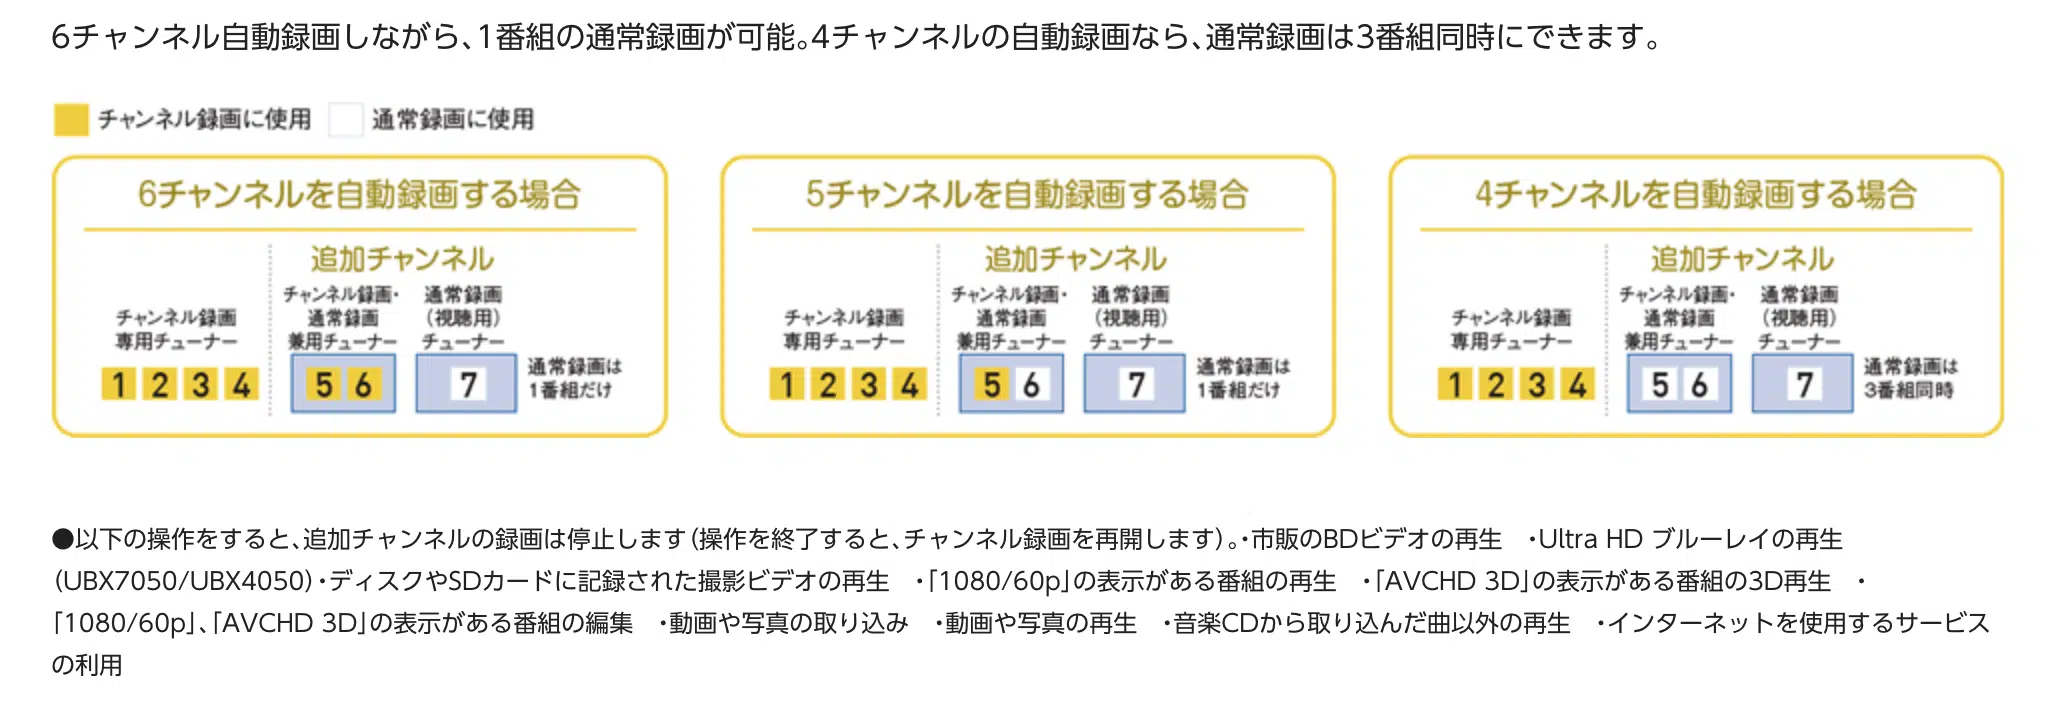 6チャンネル自動録画しながら、1番組の通常録画が可能。4チャンネルの自動録画なら、通常録画は3番組同時にできます。
チャンネル録画に使用 通常録画に使用
6チャンネルを自動録画する場合
追加チャンネル
チャンネル録画
専用チューナー
チャンネル録画・
通常録画
兼用チューナー
通常録画
(視聴用)
チューナー
1 2 3 4 5 6 7
通常録画は
1番組だけ
5チャンネルを自動録画する場合
追加チャンネル
チャンネル録画
専用チューナー
チャンネル録画・
通常録画
兼用チューナー
通常録画
(視聴用)
チューナー
1 2 3 4 5 6 7
通常録画は
1番組だけ
4チャンネルを自動録画する場合
追加チャンネル
チャンネル録画
専用チューナー
チャンネル録画・
通常録画
兼用チューナー
通常録画
(視聴用)
チューナー
1 2 3 4 5 6 7
通常録画は
3番組同時
●以下の操作をすると、追加チャンネルの録画は停止します(操作を終了すると、チャンネル録画を再開します)。・市販のBDビデオの再生　・Ultra HD ブルーレイの再生
(UBX7050/UBX4050)・ディスクやSDカードに記録された撮影ビデオの再生　・「1080/60p」の表示がある番組の再生　・「AVCHD 3D」の表示がある番組の3D再生　・
「1080/60p」、「AVCHD 3D」の表示がある番組の編集　・動画や写真の取り込み　・動画や写真の再生　・音楽CDから取り込んだ曲以外の再生　・インターネットを使用するサービス
の利用